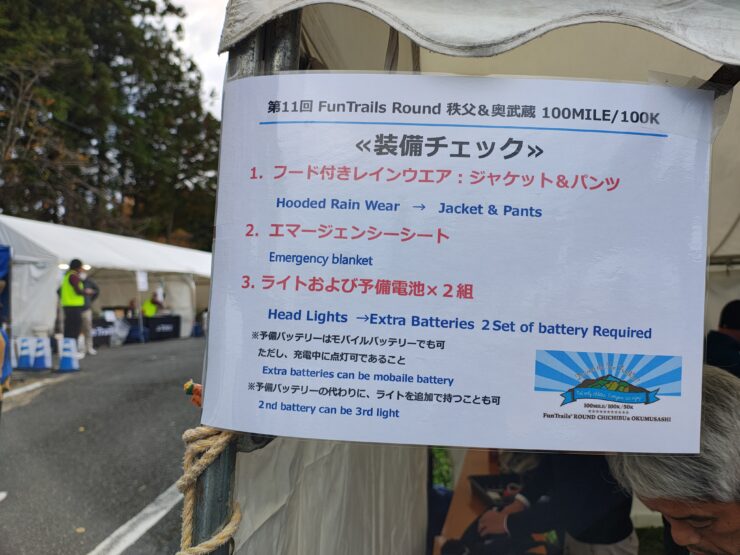 第11回 FunTrails Round 秩父&奥武蔵 100MILE/100K
≪装備チェック≫
1. フード付きレインウエア：ジャケット&パンツ
Hooded Rain Wear → Jacket & Pants
2. エマージェンシーシート
Emergency blanket
3. ライトおよび予備電池×２組
Head Lights →Extra Batteries ２Set of battery Required
※予備バッテリーはモバイルバッテリーでも可
ただし、充電中に点灯可であること
Extra batteries can be mobaile battery
※予備バッテリーの代わりに、ライトを追加で持つことも可
2nd battery can be 3rd light
100MILE/100K/50K
FunTrails' ROUND CHICHIBU& OKUMUSASHI